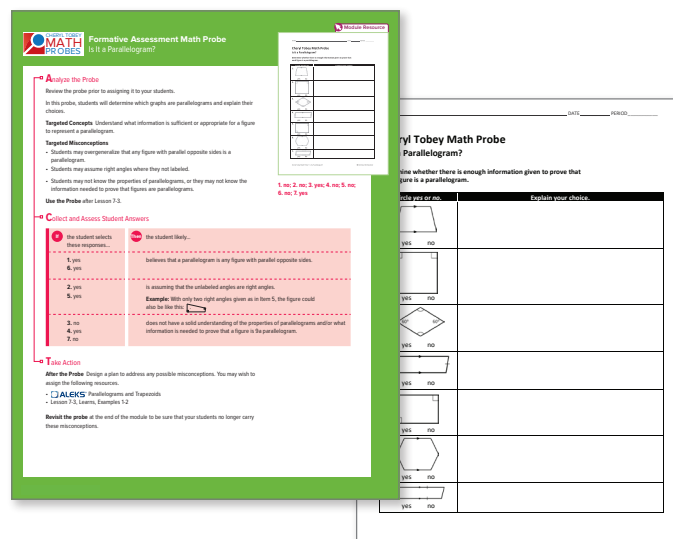 Module Resource
CHERYL TOBEY
MATH
PROBES
Formative Assessment Math Probe
Is It a Parallelogram?
Cheryl Tobey Math Probe
Is It a Parallelogram?
1. no; 2. no; 3. yes; 4. no; 5. no;
6. no; 7. yes
Analyze the Probe
Review the probe prior to assigning it to your students.
In this probe, students will determine which graphs are parallelograms and explain their
choices.
Targeted Concepts Understand what information is sufficient or appropriate for a figure
to represent a parallelogram.
Targeted Misconceptions
• Students may overgeneralize that any figure with parallel opposite sides is a
parallelogram.
• Students may assume right angles where they not labeled.
• Students may not know the properties of parallelograms, or they may not know the
information needed to prove that figures are parallelograms.
Use the Probe after Lesson 7-3.
Collect and Assess Student Answers
If the student selects
these responses...
Then the student likely...
1. yes
6. yes
believes that a parallelogram is any figure with parallel opposite sides.
2. yes
5. yes
is assuming that the unlabeled angles are right angles.
Example: With only two right angles given as in Item 5, the figure could
also be like this:
3. no
4. yes
7. no
does not have a solid understanding of the properties of parallelograms and/or what
information is needed to prove that a figure is 9a parallelogram.
Take Action
After the Probe Design a plan to address any possible misconceptions. You may wish to
assign the following resources.
• ALEKS Parallelograms and Trapezoids
• Lesson 7-3, Learns, Examples 1-2
Revisit the probe at the end of the module to be sure that your students no longer carry
these misconceptions.
DATE PERIOD
ryl Tobey Math Probe
Parallelogram?
mine whether there is enough information given to prove that
gure is a parallelogram.
rcle yes or no. Explain your choice.
yes no
yes no
60° 60°
yes no
yes no
yes no
yes no
yes no